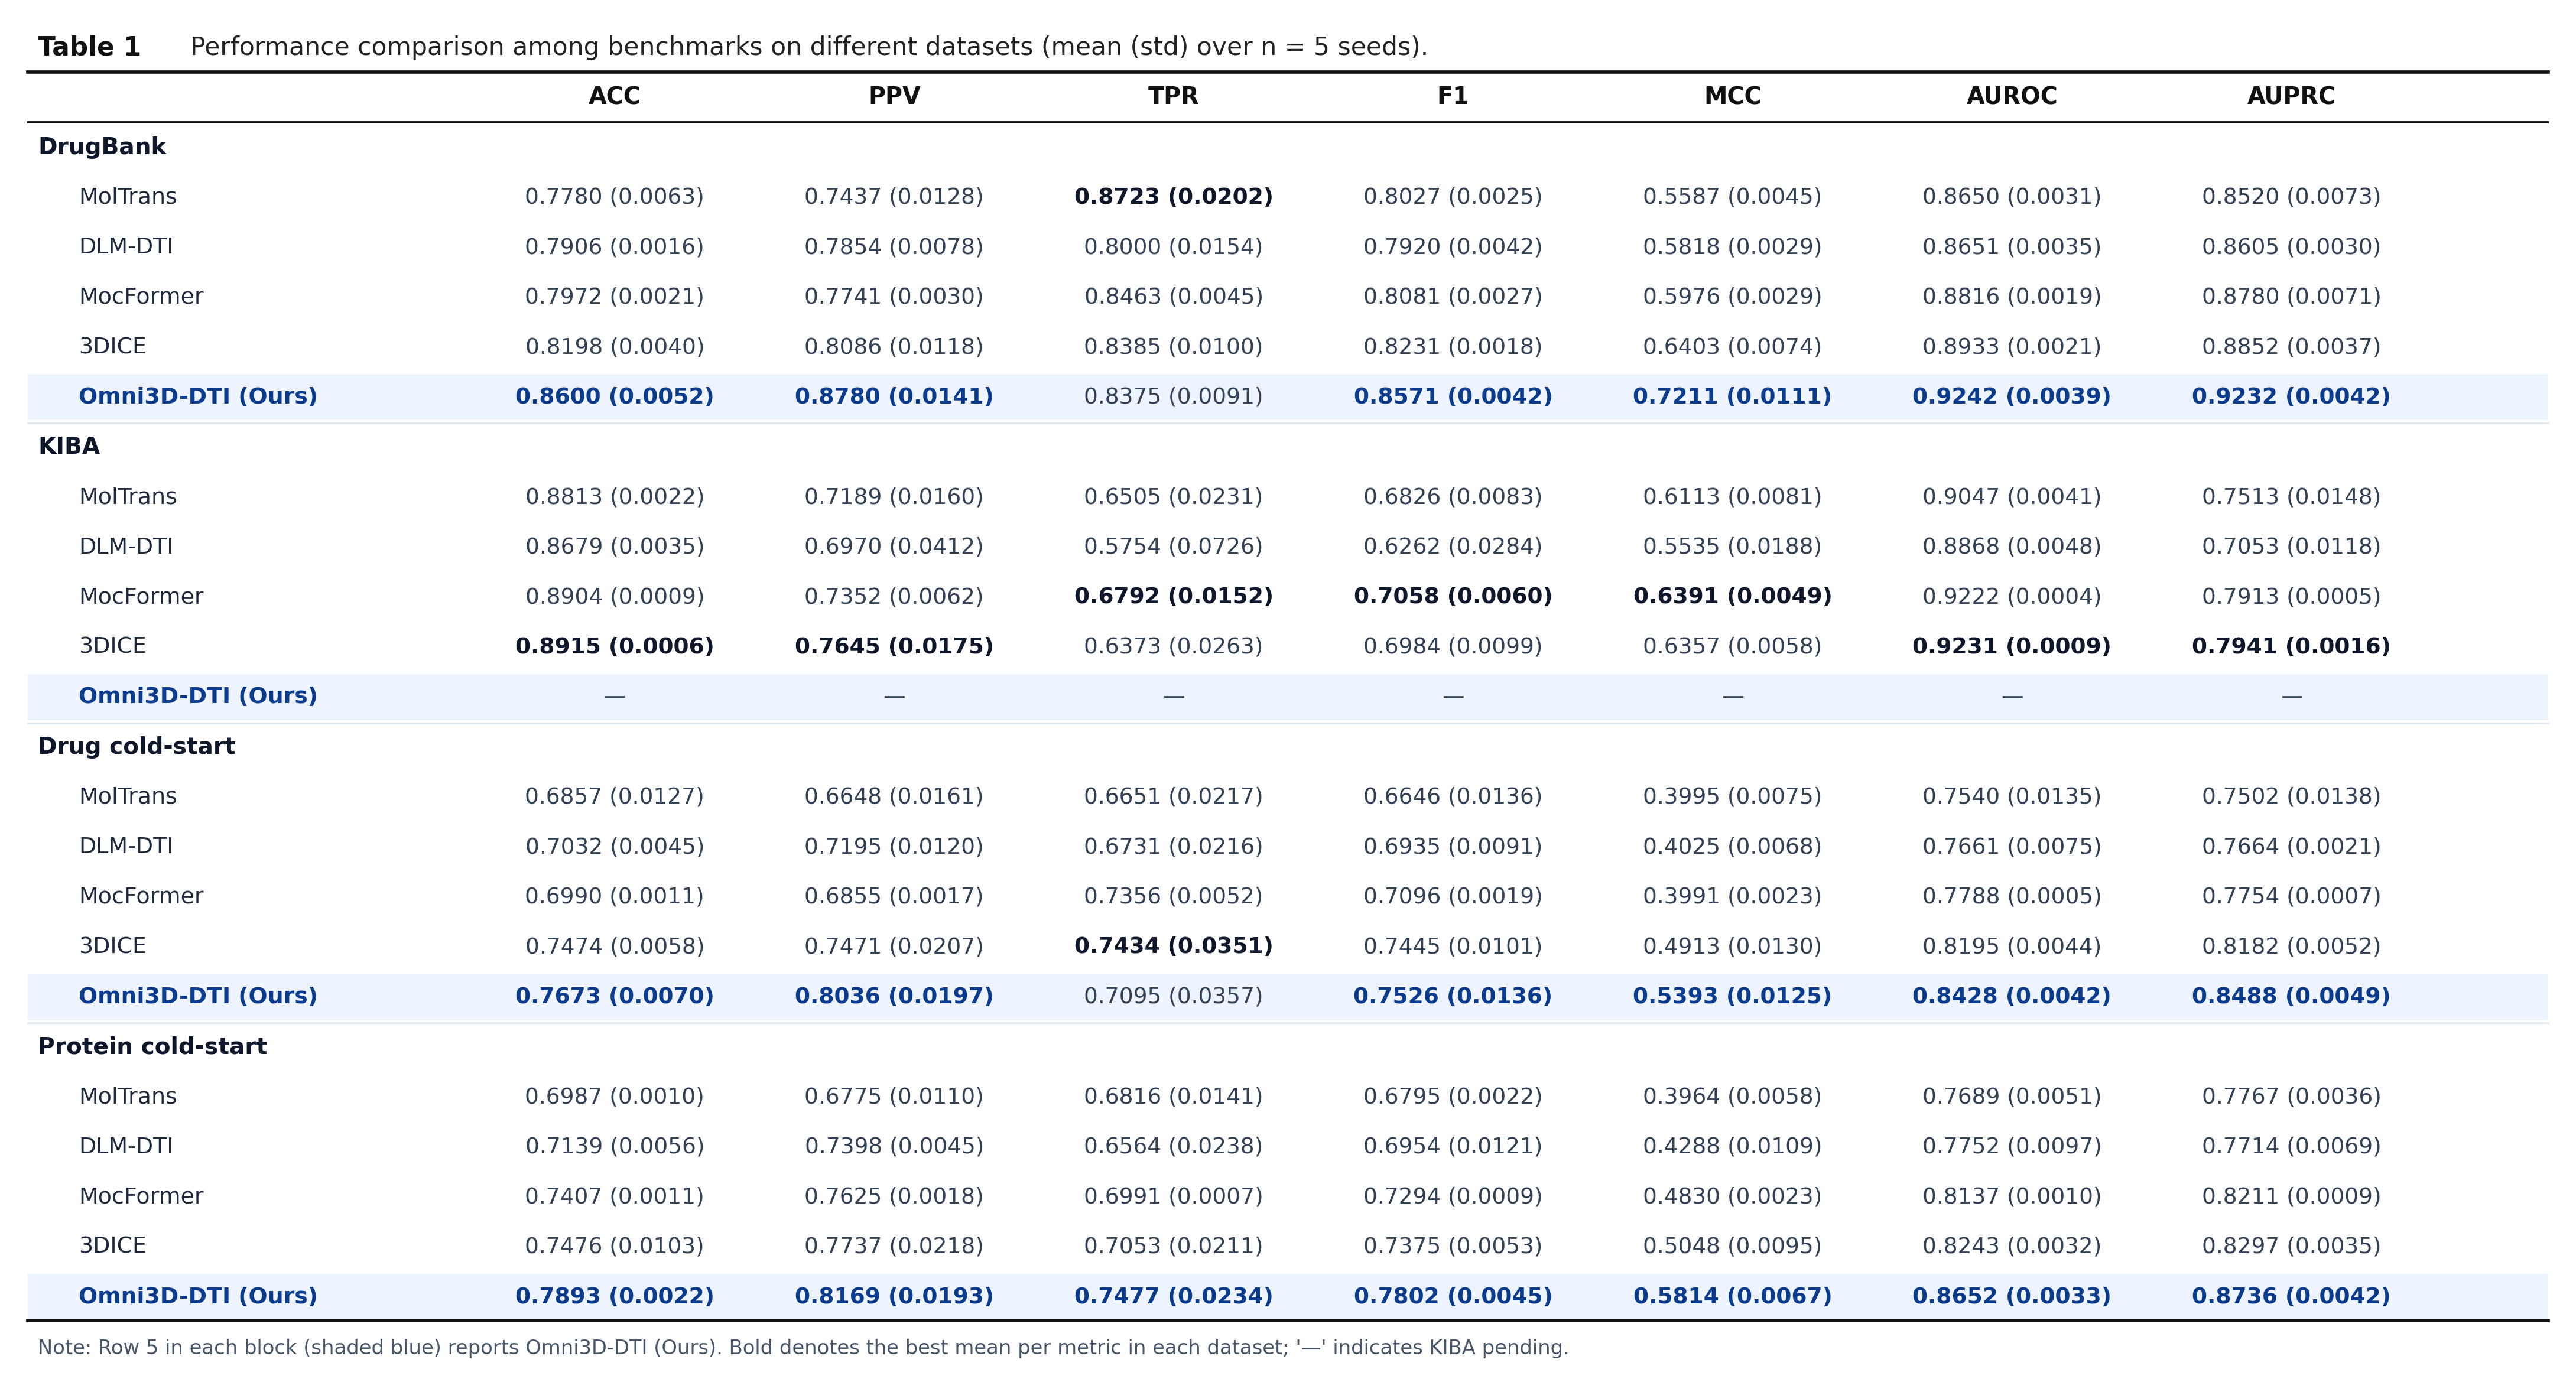 Table 1 Performance comparison among benchmarks on different datasets (mean (std) over n = 5 seeds).
ACC PPV TPR F1 MCC AUROC AUPRC
DrugBank
MolTrans 0.7780 (0.0063) 0.7437 (0.0128) 0.8723 (0.0202) 0.8027 (0.0025) 0.5587 (0.0045) 0.8650 (0.0031) 0.8520 (0.0073)
DLM-DTI 0.7906 (0.0016) 0.7854 (0.0078) 0.8000 (0.0154) 0.7920 (0.0042) 0.5818 (0.0029) 0.8651 (0.0035) 0.8605 (0.0030)
MocFormer 0.7972 (0.0021) 0.7741 (0.0030) 0.8463 (0.0045) 0.8081 (0.0027) 0.5976 (0.0029) 0.8816 (0.0019) 0.8780 (0.0071)
3DICE 0.8198 (0.0040) 0.8086 (0.0118) 0.8385 (0.0100) 0.8231 (0.0018) 0.6403 (0.0074) 0.8933 (0.0021) 0.8852 (0.0037)
Omni3D-DTI (Ours) 0.8600 (0.0052) 0.8780 (0.0141) 0.8375 (0.0091) 0.8571 (0.0042) 0.7211 (0.0111) 0.9242 (0.0039) 0.9232 (0.0042)
KIBA
MolTrans 0.8813 (0.0022) 0.7189 (0.0160) 0.6505 (0.0231) 0.6826 (0.0083) 0.6113 (0.0081) 0.9047 (0.0041) 0.7513 (0.0148)
DLM-DTI 0.8679 (0.0035) 0.6970 (0.0412) 0.5754 (0.0726) 0.6262 (0.0284) 0.5535 (0.0188) 0.8868 (0.0048) 0.7053 (0.0118)
MocFormer 0.8904 (0.0009) 0.7352 (0.0062) 0.6792 (0.0152) 0.7058 (0.0060) 0.6391 (0.0049) 0.9222 (0.0004) 0.7913 (0.0005)
3DICE 0.8915 (0.0006) 0.7645 (0.0175) 0.6373 (0.0263) 0.6984 (0.0099) 0.6357 (0.0058) 0.9231 (0.0009) 0.7941 (0.0016)
Omni3D-DTI (Ours) — — — — — — —
Drug cold-start
MolTrans 0.6857 (0.0127) 0.6648 (0.0161) 0.6651 (0.0217) 0.6646 (0.0136) 0.3995 (0.0075) 0.7540 (0.0135) 0.7502 (0.0138)
DLM-DTI 0.7032 (0.0045) 0.7195 (0.0120) 0.6731 (0.0216) 0.6935 (0.0091) 0.4025 (0.0068) 0.7661 (0.0075) 0.7664 (0.0021)
MocFormer 0.6990 (0.0011) 0.6855 (0.0017) 0.7356 (0.0052) 0.7096 (0.0019) 0.3991 (0.0023) 0.7788 (0.0005) 0.7754 (0.0007)
3DICE 0.7474 (0.0058) 0.7471 (0.0207) 0.7434 (0.0351) 0.7445 (0.0101) 0.4913 (0.0130) 0.8195 (0.0044) 0.8182 (0.0052)
Omni3D-DTI (Ours) 0.7673 (0.0070) 0.8036 (0.0197) 0.7095 (0.0357) 0.7526 (0.0136) 0.5393 (0.0125) 0.8428 (0.0042) 0.8488 (0.0049)
Protein cold-start
MolTrans 0.6987 (0.0010) 0.6775 (0.0110) 0.6816 (0.0141) 0.6795 (0.0022) 0.3964 (0.0058) 0.7689 (0.0051) 0.7767 (0.0036)
DLM-DTI 0.7139 (0.0056) 0.7398 (0.0045) 0.6564 (0.0238) 0.6954 (0.0121) 0.4288 (0.0109) 0.7752 (0.0097) 0.7714 (0.0069)
MocFormer 0.7407 (0.0011) 0.7625 (0.0018) 0.6991 (0.0007) 0.7294 (0.0009) 0.4830 (0.0023) 0.8137 (0.0010) 0.8211 (0.0009)
3DICE 0.7476 (0.0103) 0.7737 (0.0218) 0.7053 (0.0211) 0.7375 (0.0053) 0.5048 (0.0095) 0.8243 (0.0032) 0.8297 (0.0035)
Omni3D-DTI (Ours) 0.7893 (0.0022) 0.8169 (0.0193) 0.7477 (0.0234) 0.7802 (0.0045) 0.5814 (0.0067) 0.8652 (0.0033) 0.8736 (0.0042)
Note: Row 5 in each block (shaded blue) reports Omni3D-DTI (Ours). Bold denotes the best mean per metric in each dataset; '—' indicates KIBA pending.